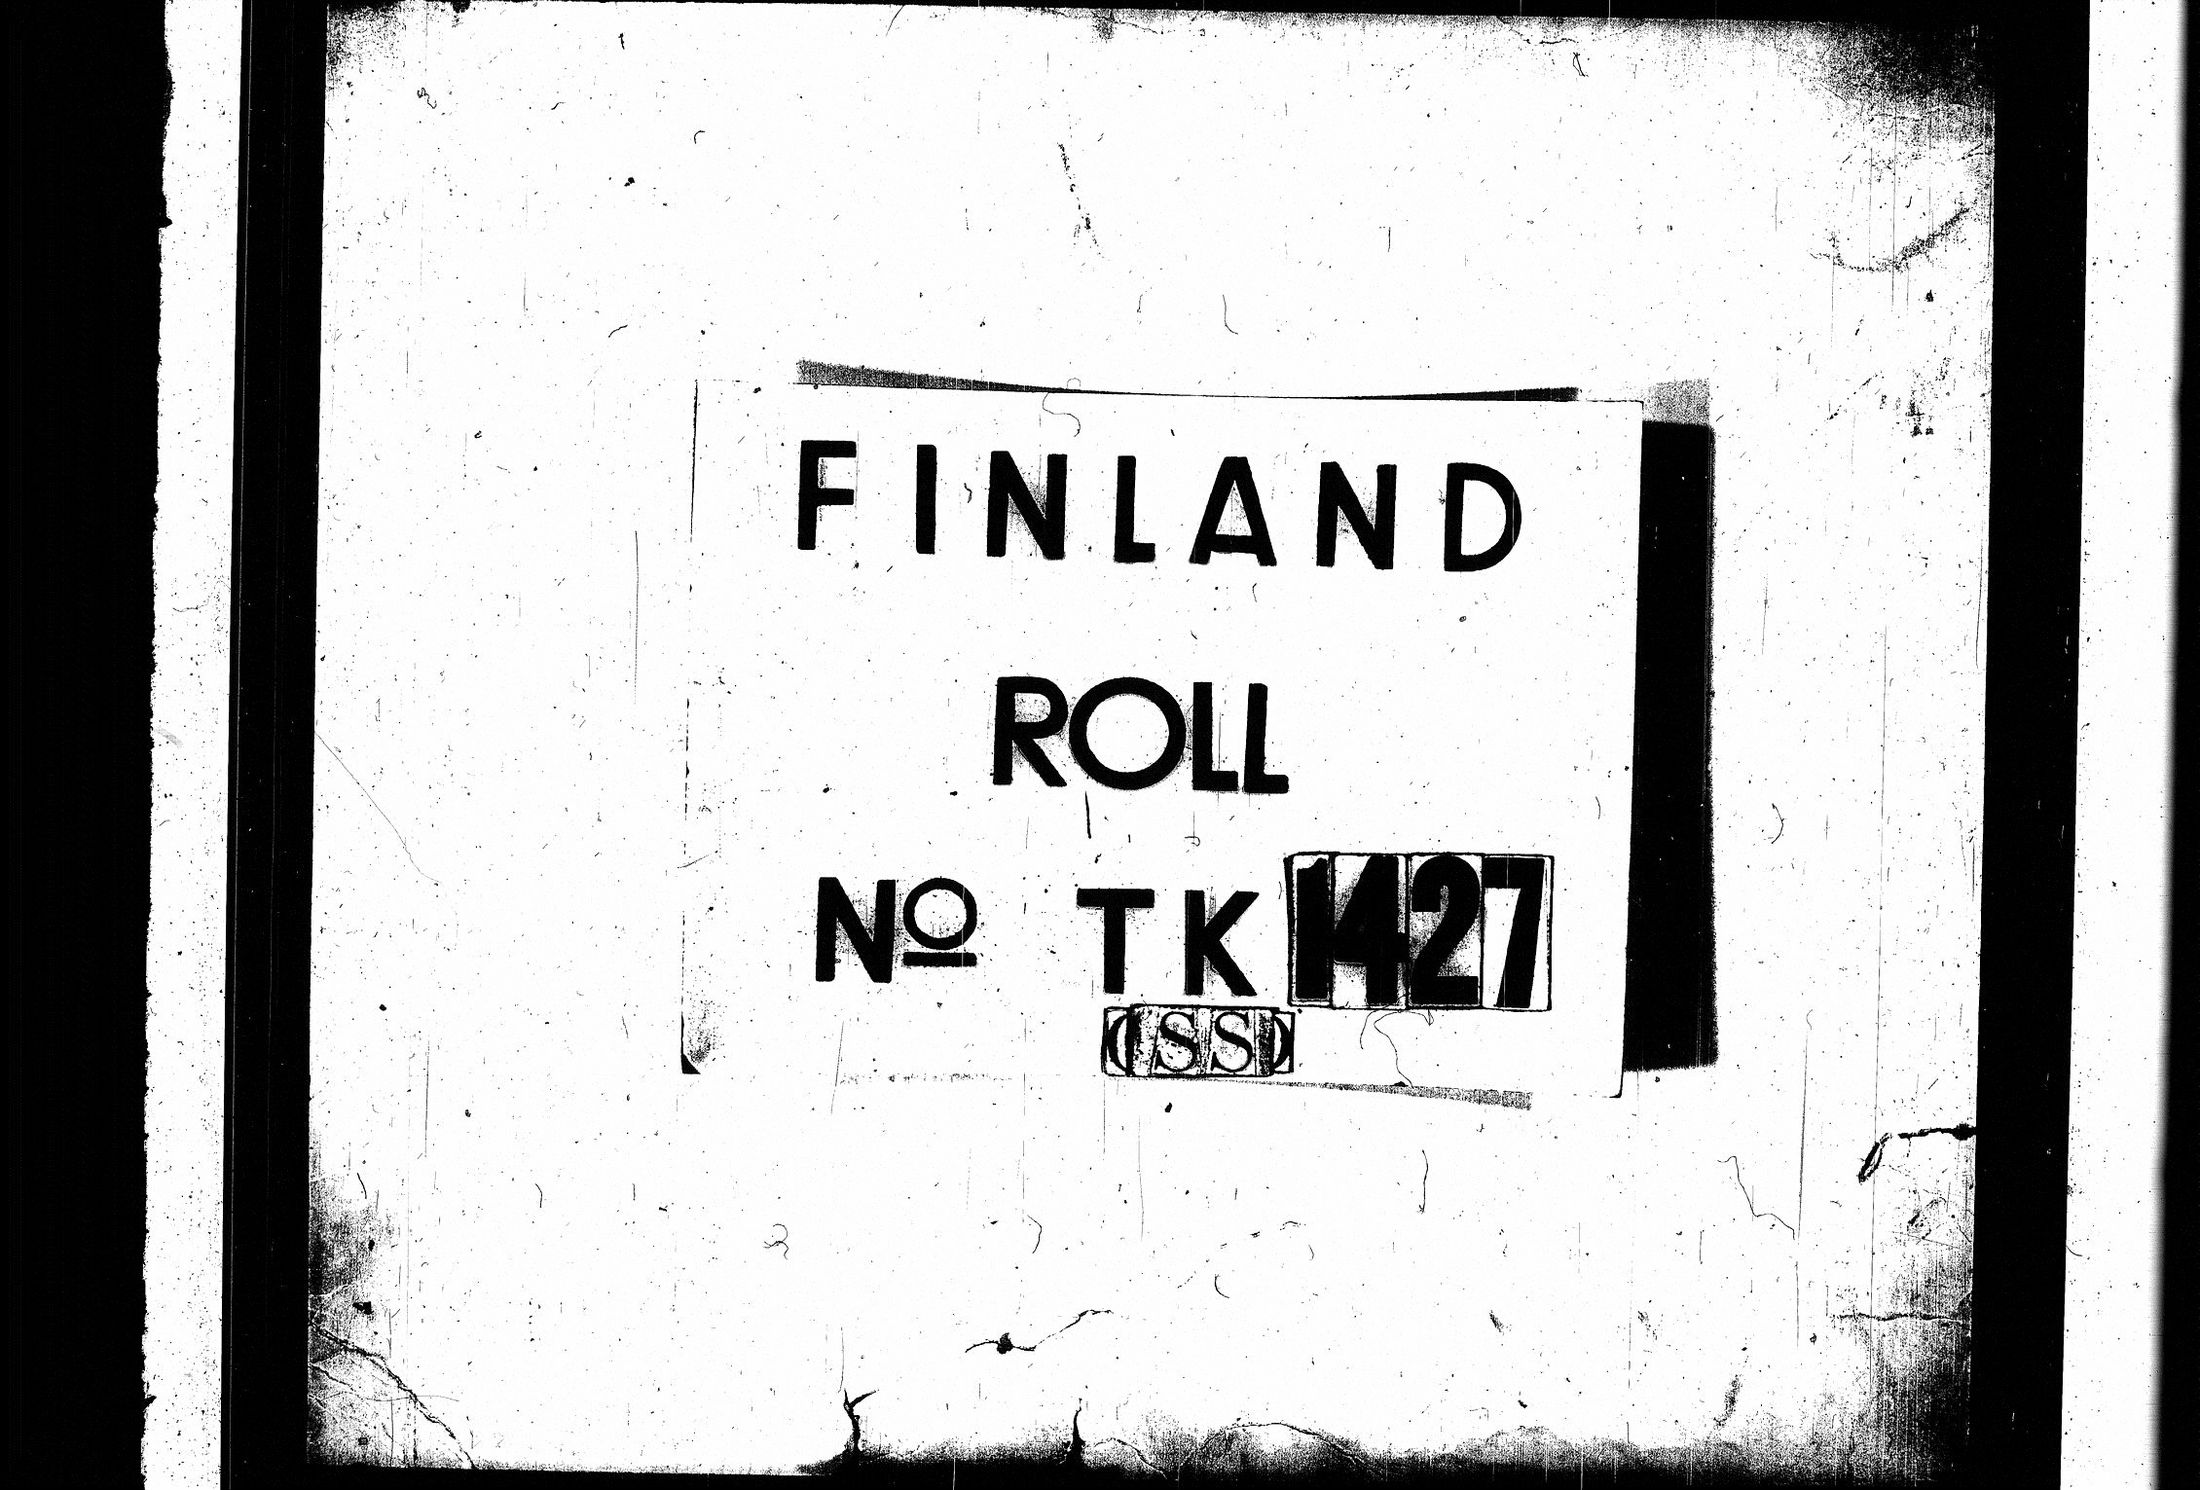 FINLAND
ROLL
Nº TK 1427
(SS)